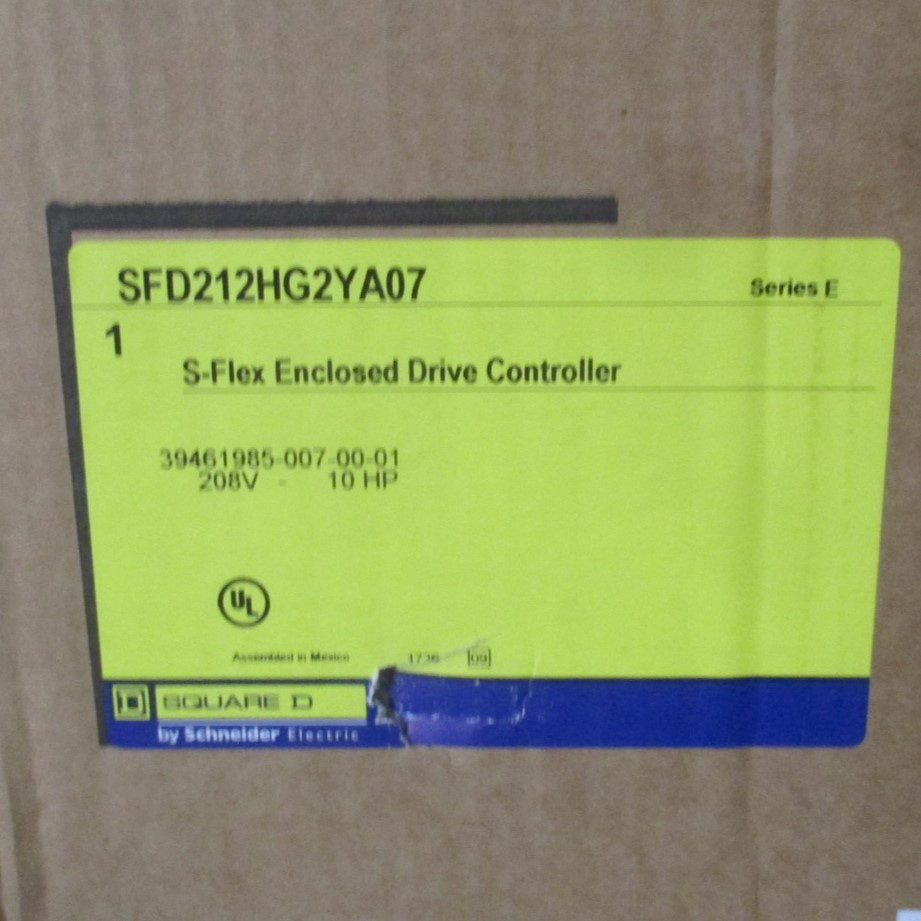 SFD212HG2YA07 Series E
1
S-Flex Enclosed Drive Controller
39461985-007-00-01
208V - 10 HP
UL
Assembled in Mexico 1736 09
D SQUARE D
by Schneider Electric